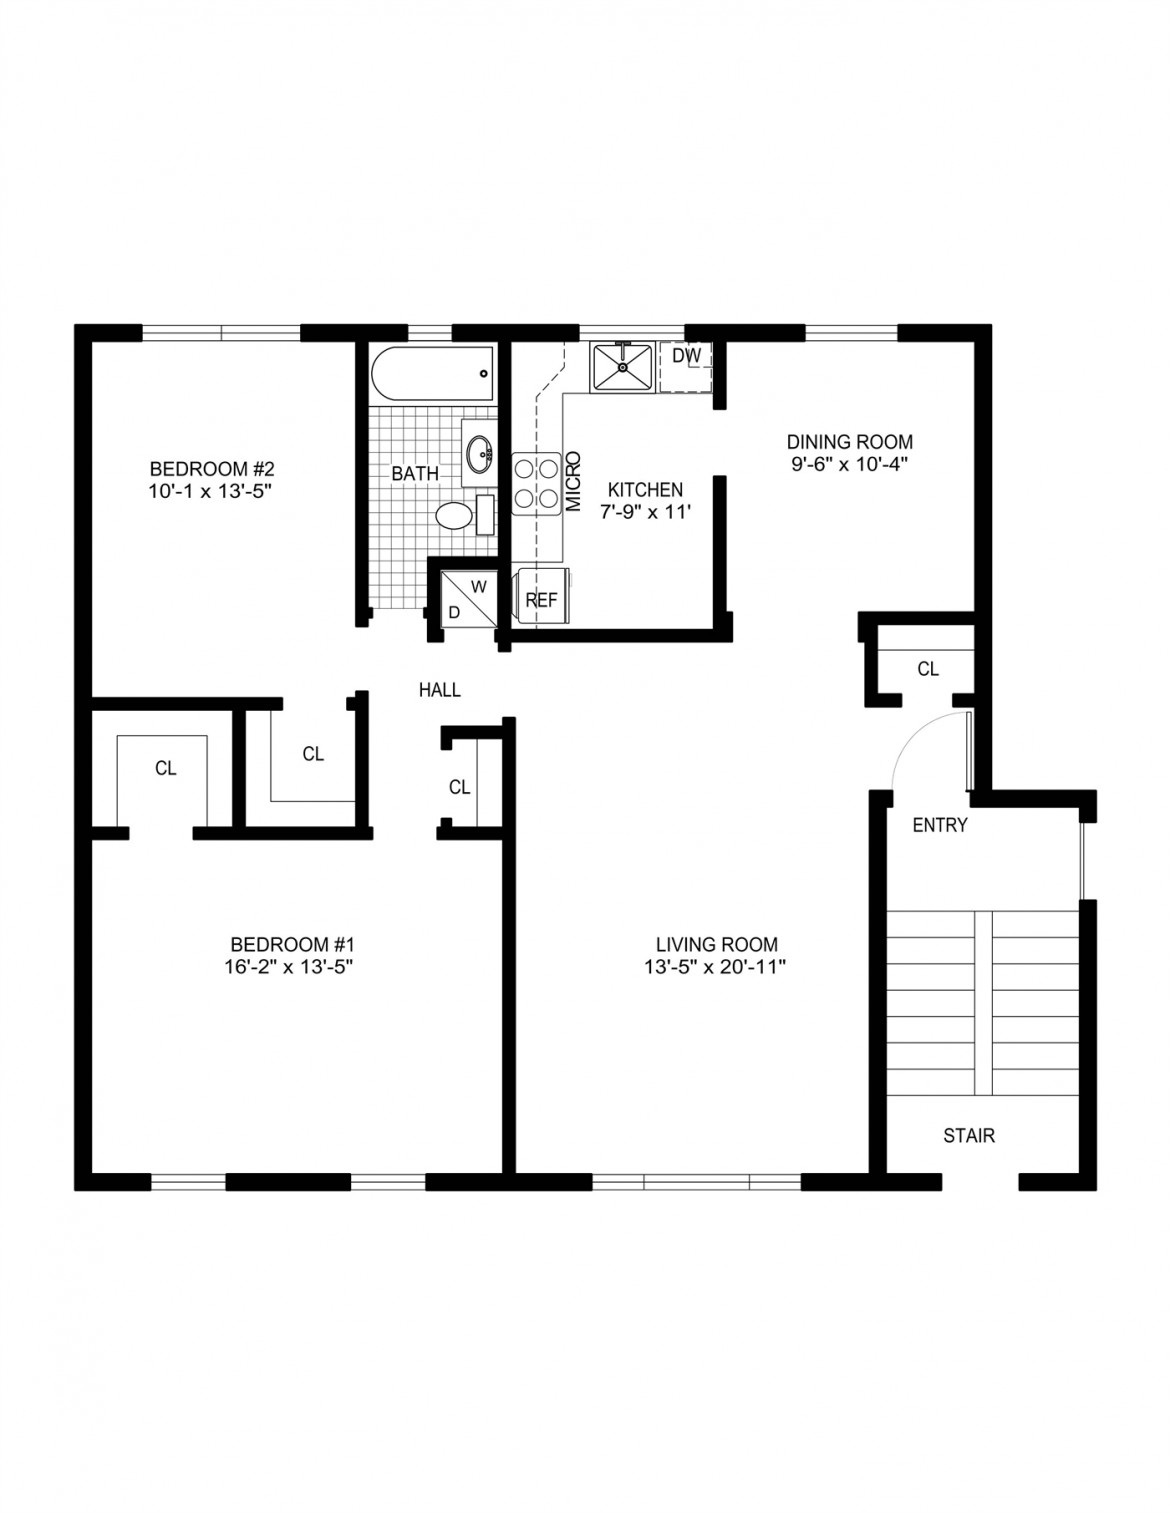 DW
DINING ROOM
9'-6" x 10'-4"
BEDROOM #2
10'-1 x 13'-5"
BATH
MICRO
KITCHEN
7'-9" x 11'
W
D
REF
CL
HALL
CL
CL
CL
ENTRY
BEDROOM #1
16'-2" x 13'-5"
LIVING ROOM
13'-5" x 20'-11"
STAIR